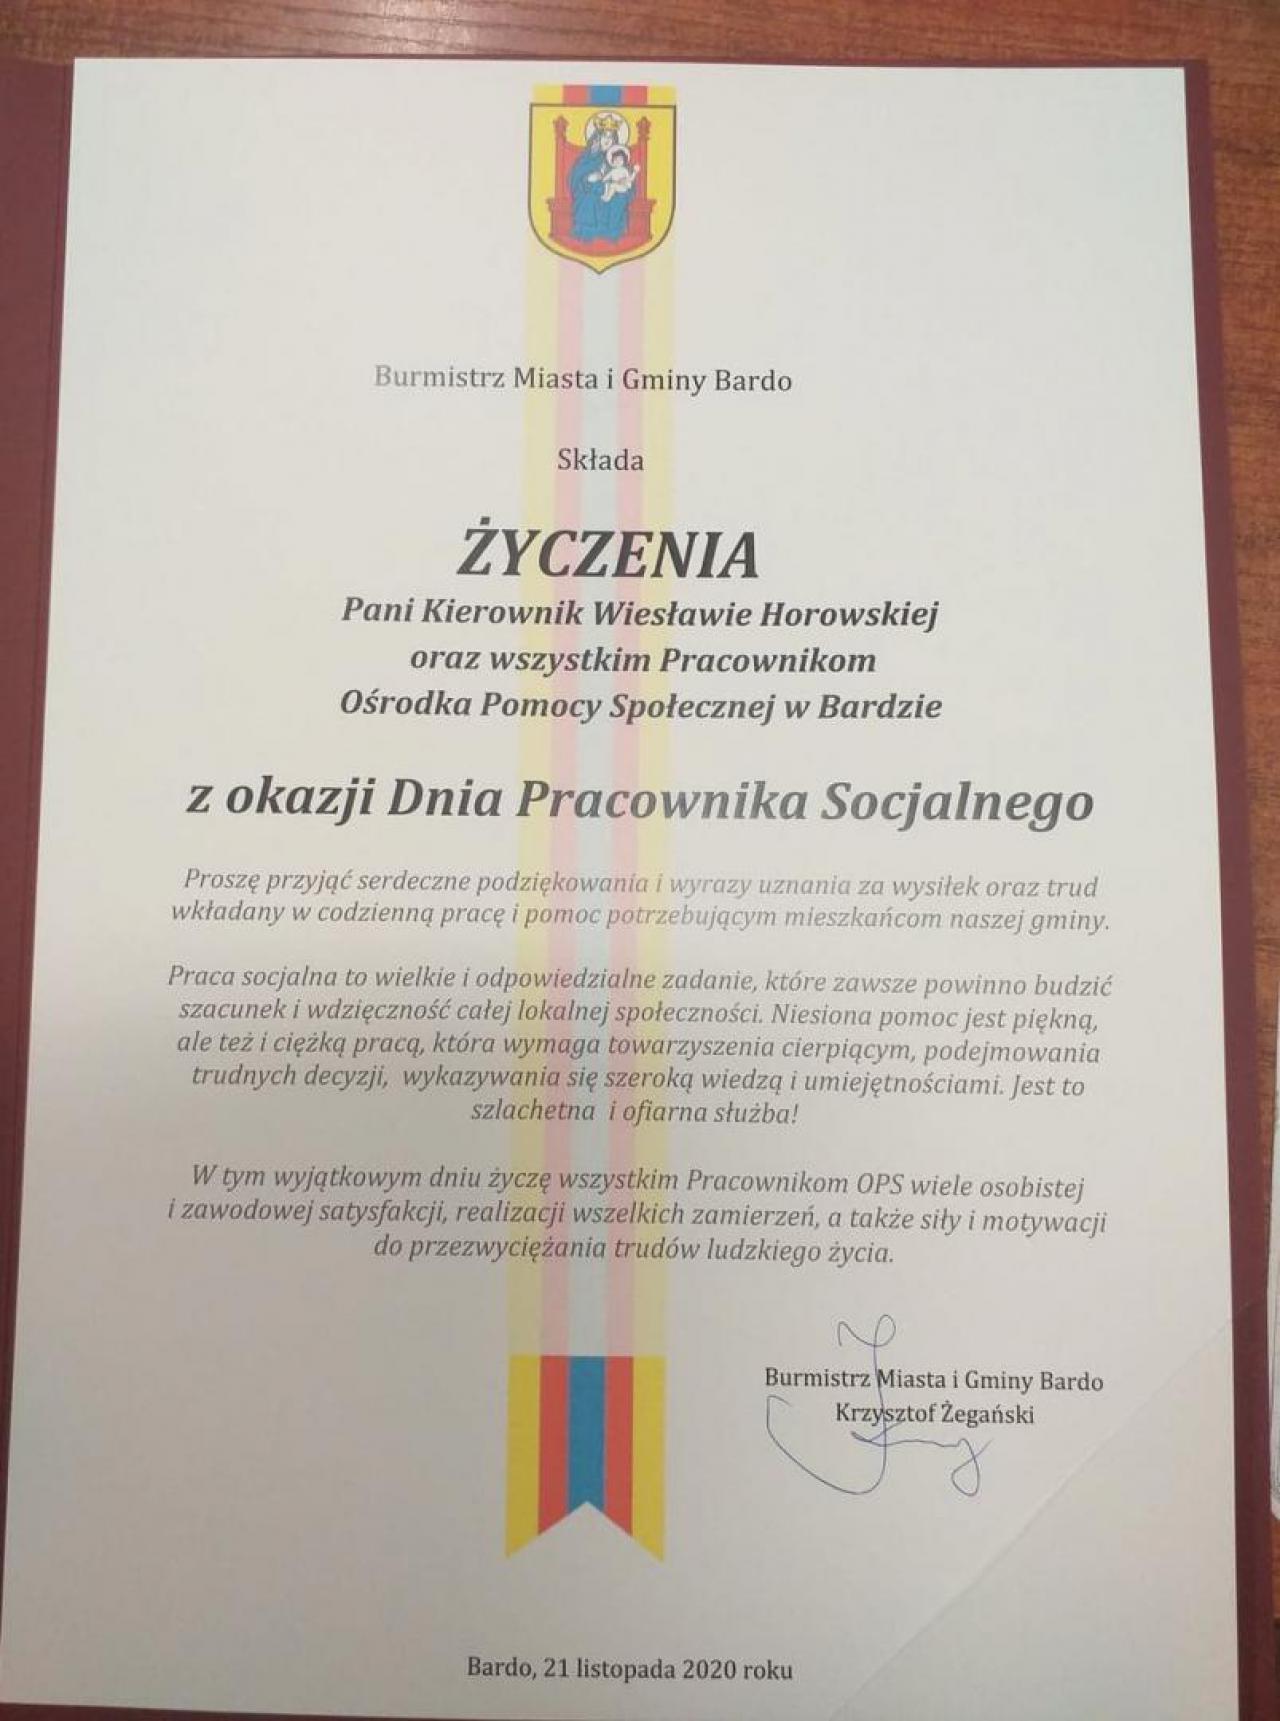 Burmistrz Miasta i Gminy Bardo
Składa
ŻYCZENIA
Pani Kierownik Wiesławie Horowskiej
oraz wszystkim Pracownikom
Ośrodka Pomocy Społecznej w Bardzie
z okazji Dnia Pracownika Socjalnego
Proszę przyjąć serdeczne podziękowania i wyrazy uznania za wysiłek oraz trud
wkładany w codzienną pracę i pomoc potrzebującym mieszkańcom naszej gminy.
Praca socjalna to wielkie i odpowiedzialne zadanie, które zawsze powinno budzić
szacunek i wdzięczność całej lokalnej społeczności. Niesiona pomoc jest piękną,
ale też i ciężką pracą, która wymaga towarzyszenia cierpiącym, podejmowania
trudnych decyzji, wykazywania się szeroką wiedzą i umiejętnościami. Jest to
szlachetna i ofiarna służba!
W tym wyjątkowym dniu życzę wszystkim Pracownikom OPS wiele osobistej
i zawodowej satysfakcji, realizacji wszelkich zamierzeń, a także siły i motywacji
do przezwyciężania trudów ludzkiego życia.
Burmistrz Miasta i Gminy Bardo
Krzysztof Żegański
Bardo, 21 listopada 2020 roku